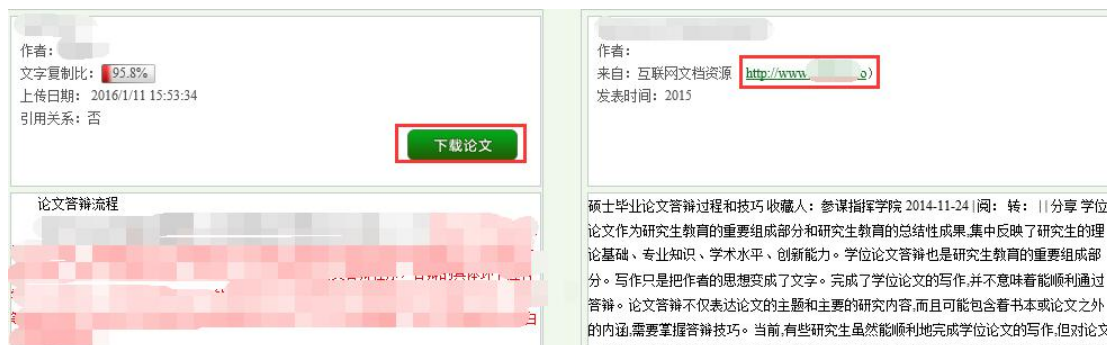 作者：
文字复制比： 95.8%
上传日期： 2016/1/11 15:53:34
引用关系：否
下载论文
作者：
来自：互联网文档资源 http://www. o)
发表时间：2015
论文答辩流程
硕士毕业论文答辩过程和技巧 收藏人：参谋指挥学院 2014-11-24 |阅： 转： ||分享 学位
论文作为研究生教育的重要组成部分和研究生教育的总结性成果,集中反映了研究生的理
论基础、专业知识、学术水平、创新能力。学位论文答辩也是研究生教育的重要组成部
分。写作只是把作者的思想变成了文字。完成了学位论文的写作,并不意味着能顺利通过
答辩。论文答辩不仅表达论文的主题和主要的研究内容,而且可能包含着书本或论文之外
的内涵,需要掌握答辩技巧。当前,有些研究生虽然能顺利地完成学位论文的写作,但对论文